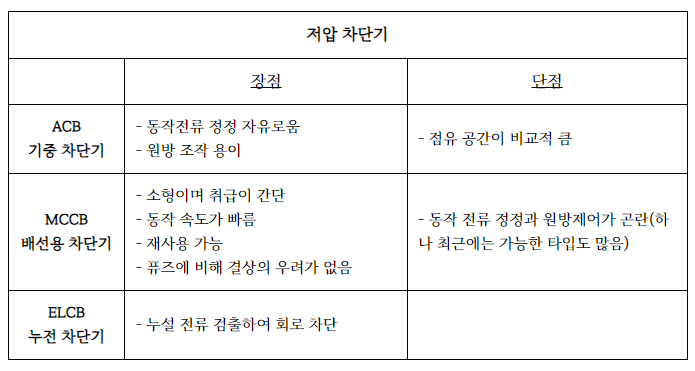 저압 차단기
장점
단점
ACB
기중 차단기
- 동작전류 정정 자유로움
- 원방 조작 용이
- 점유 공간이 비교적 큼
MCCB
배선용 차단기
- 소형이며 취급이 간단
- 동작 속도가 빠름
- 재사용 가능
- 퓨즈에 비해 결상의 우려가 없음
- 동작 전류 정정과 원방제어가 곤란(하
나 최근에는 가능한 타입도 많음)
ELCB
누전 차단기
- 누설 전류 검출하여 회로 차단